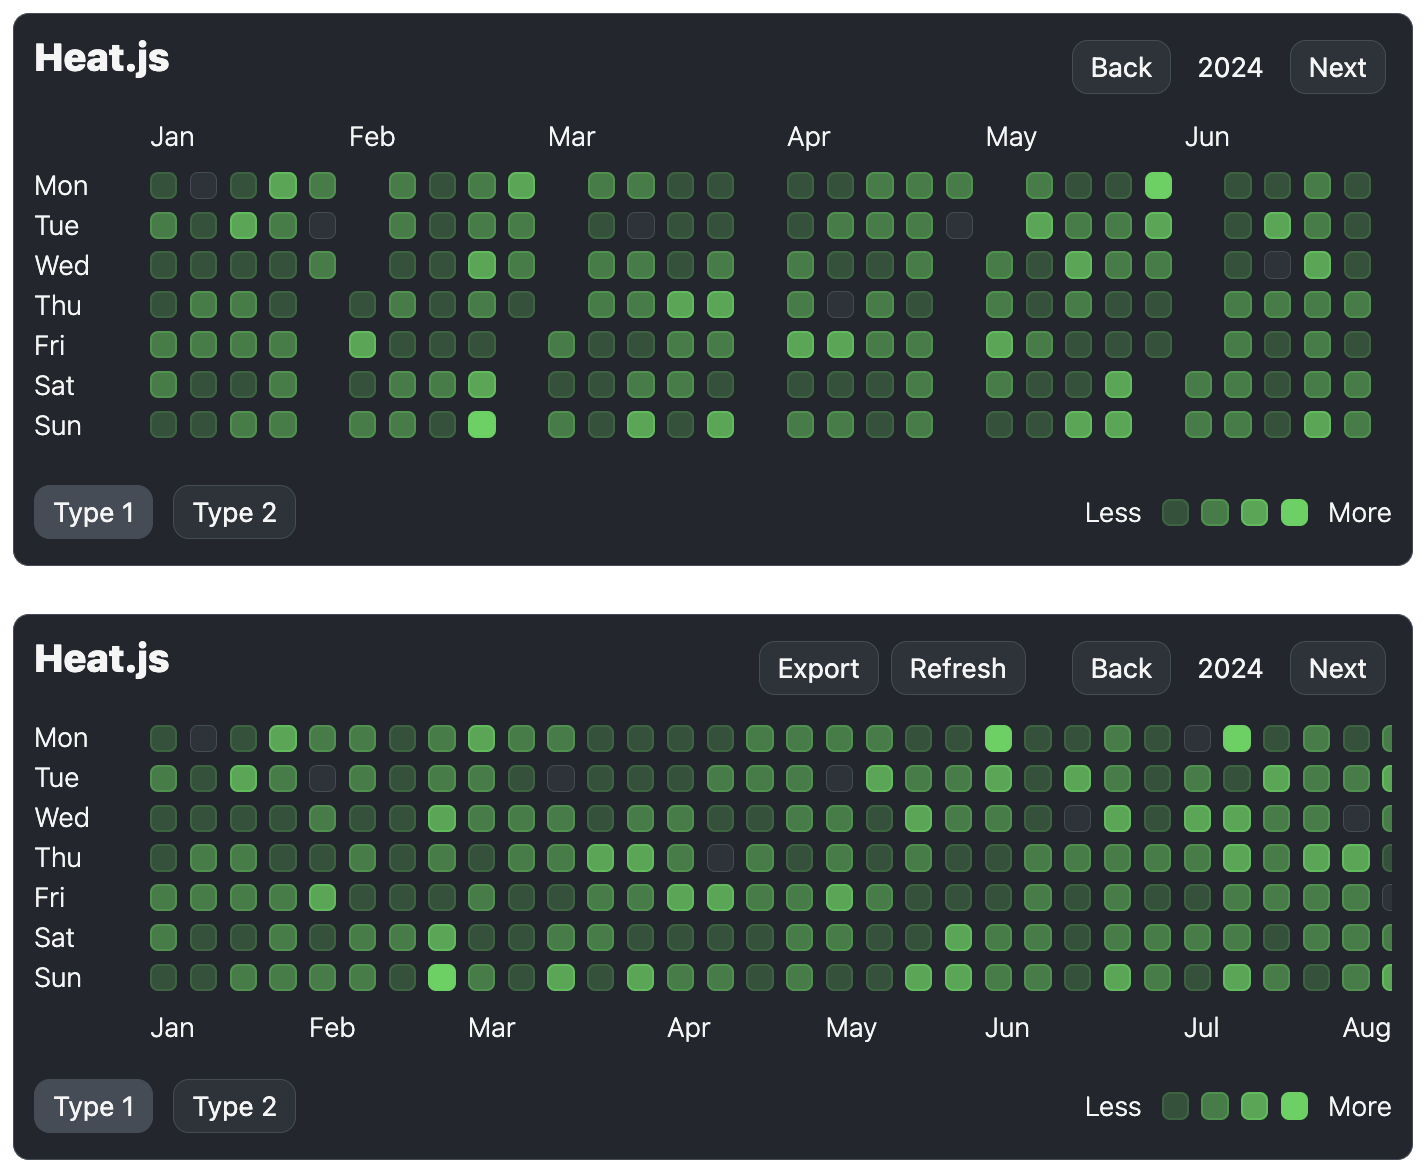 Heat.js
Back 2024 Next
Jan Feb Mar Apr May Jun
Mon
Tue
Wed
Thu
Fri
Sat
Sun
Type 1 Type 2 Less More
Heat.js
Export Refresh Back 2024 Next
Mon
Tue
Wed
Thu
Fri
Sat
Sun
Jan Feb Mar Apr May Jun Jul Aug
Type 1 Type 2 Less More